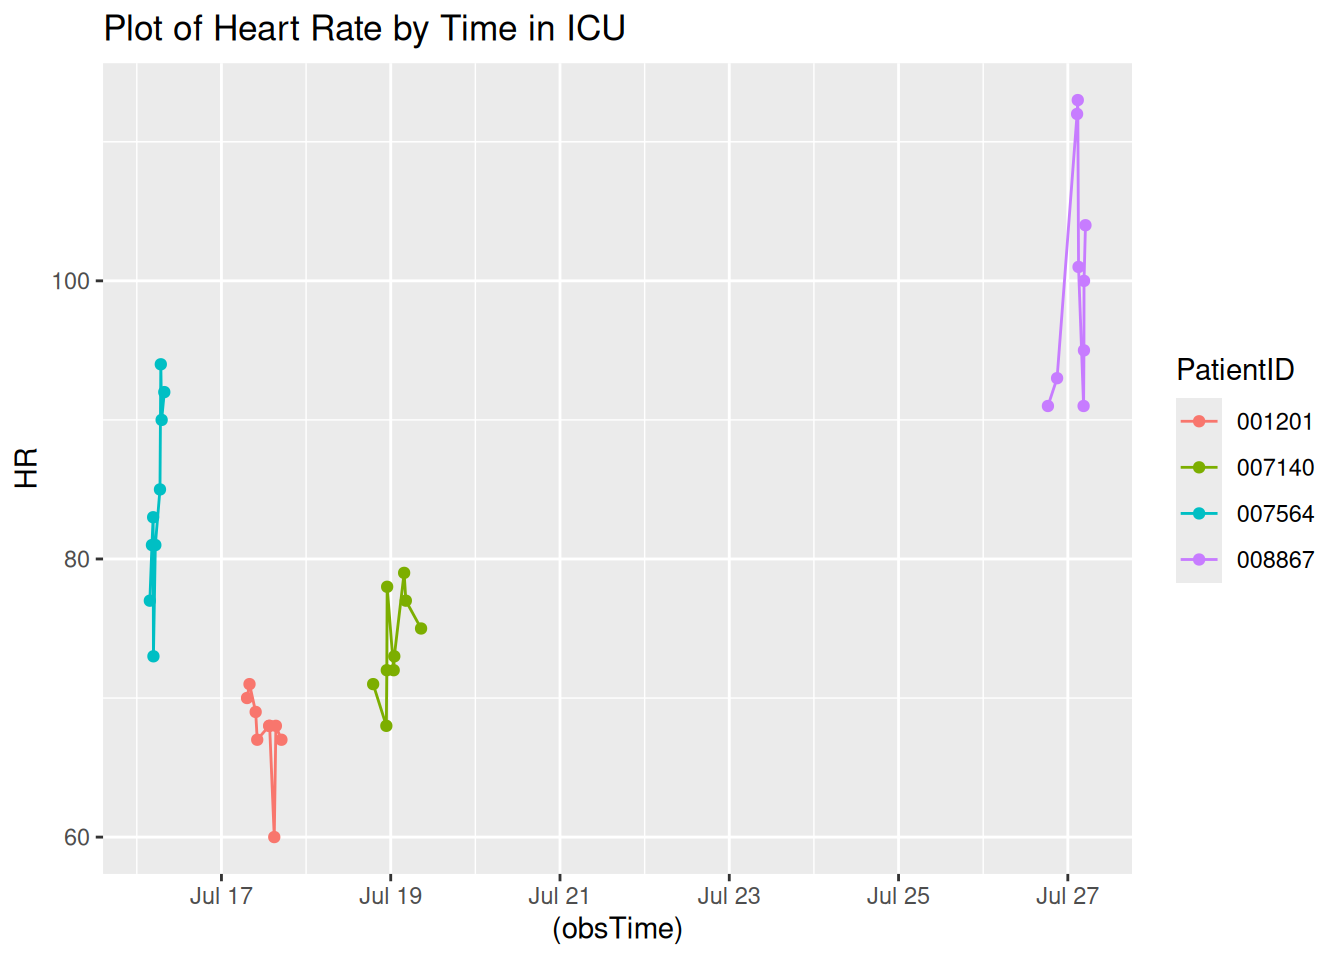 Plot of Heart Rate by Time in ICU
HR
100
80
60
Jul 17 Jul 19 Jul 21 Jul 23 Jul 25 Jul 27
(obsTime)
PatientID
001201
007140
007564
008867